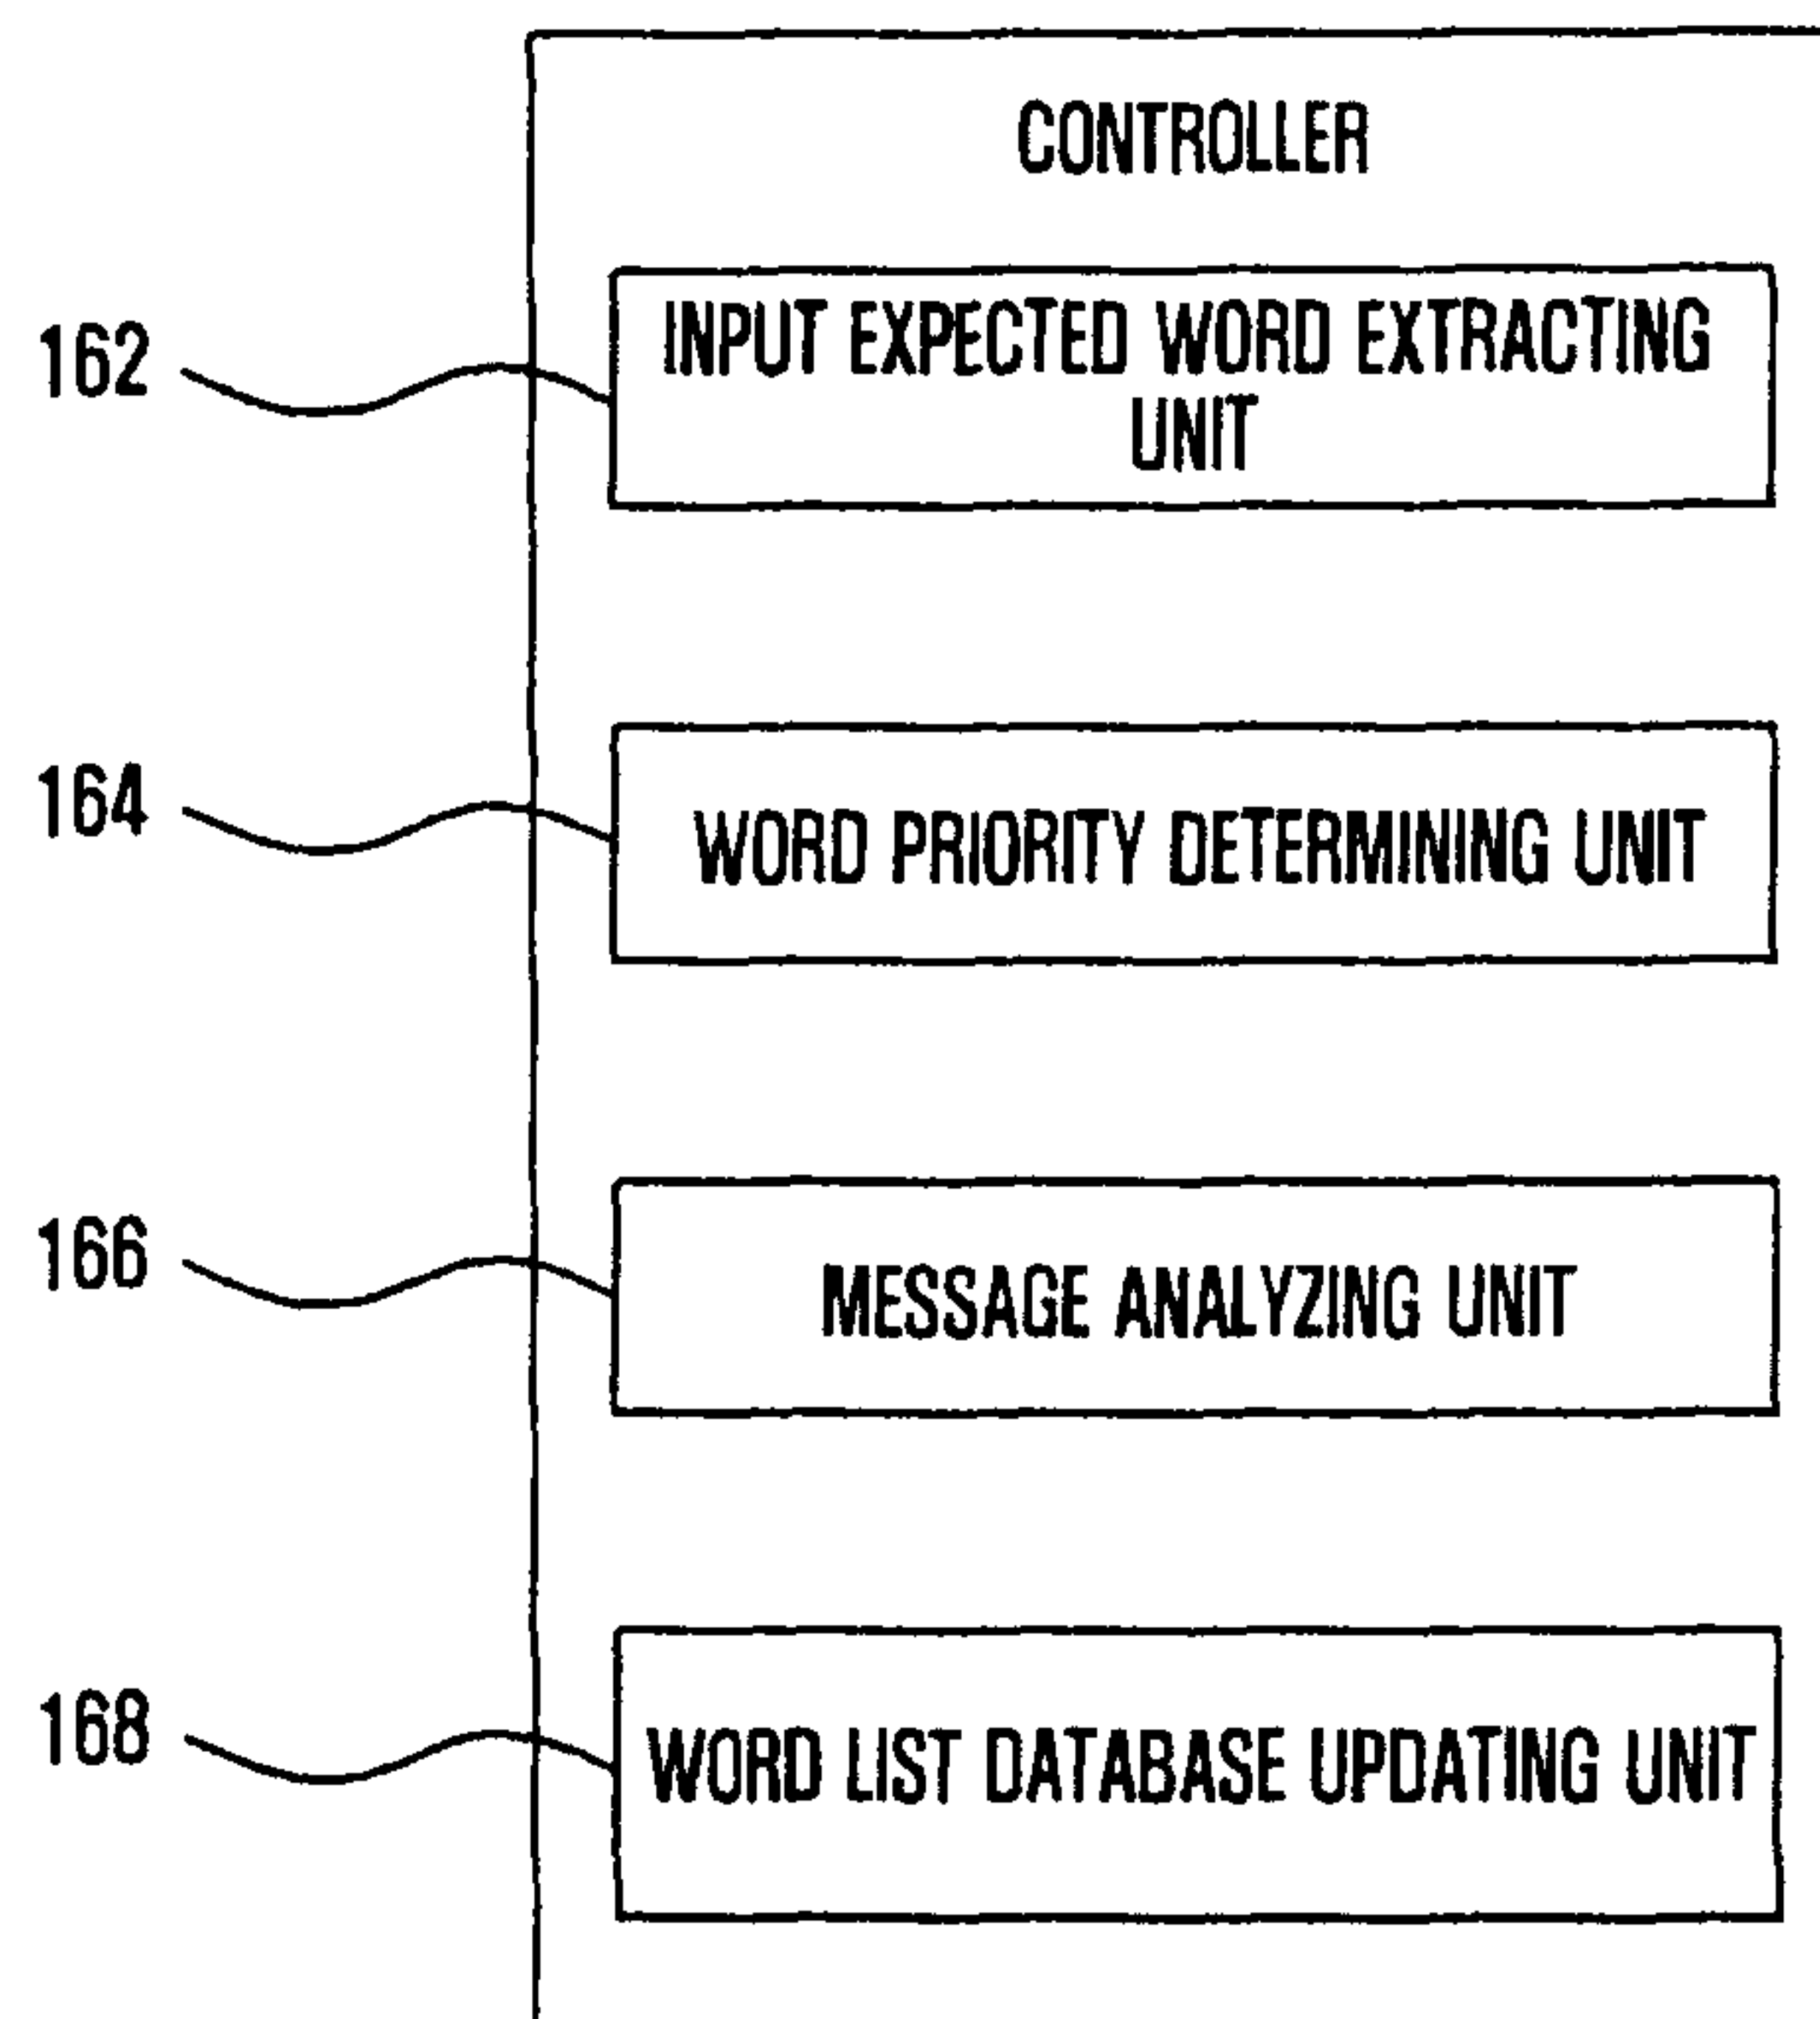 CONTROLLER
162
INPUT EXPECTED WORD EXTRACTING
UNIT
164
WORD PRIORITY DETERMINING UNIT
166
MESSAGE ANALYZING UNIT
168
WORD LIST DATABASE UPDATING UNIT